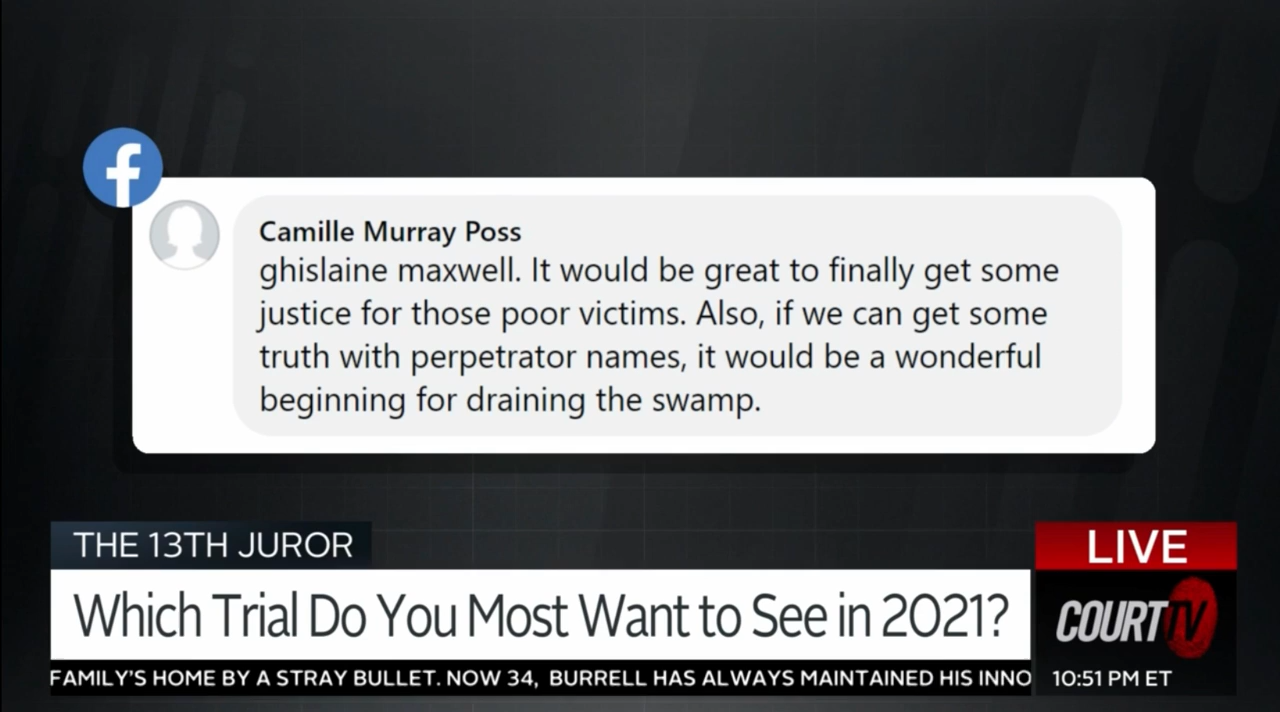 f
Camille Murray Poss
ghislaine maxwell. It would be great to finally get some
justice for those poor victims. Also, if we can get some
truth with perpetrator names, it would be a wonderful
beginning for draining the swamp.
THE 13TH JUROR
Which Trial Do You Most Want to See in 2021?
FAMILY'S HOME BY A STRAY BULLET. NOW 34, BURRELL HAS ALWAYS MAINTAINED HIS INNO
LIVE
COURT TV
10:51 PM ET